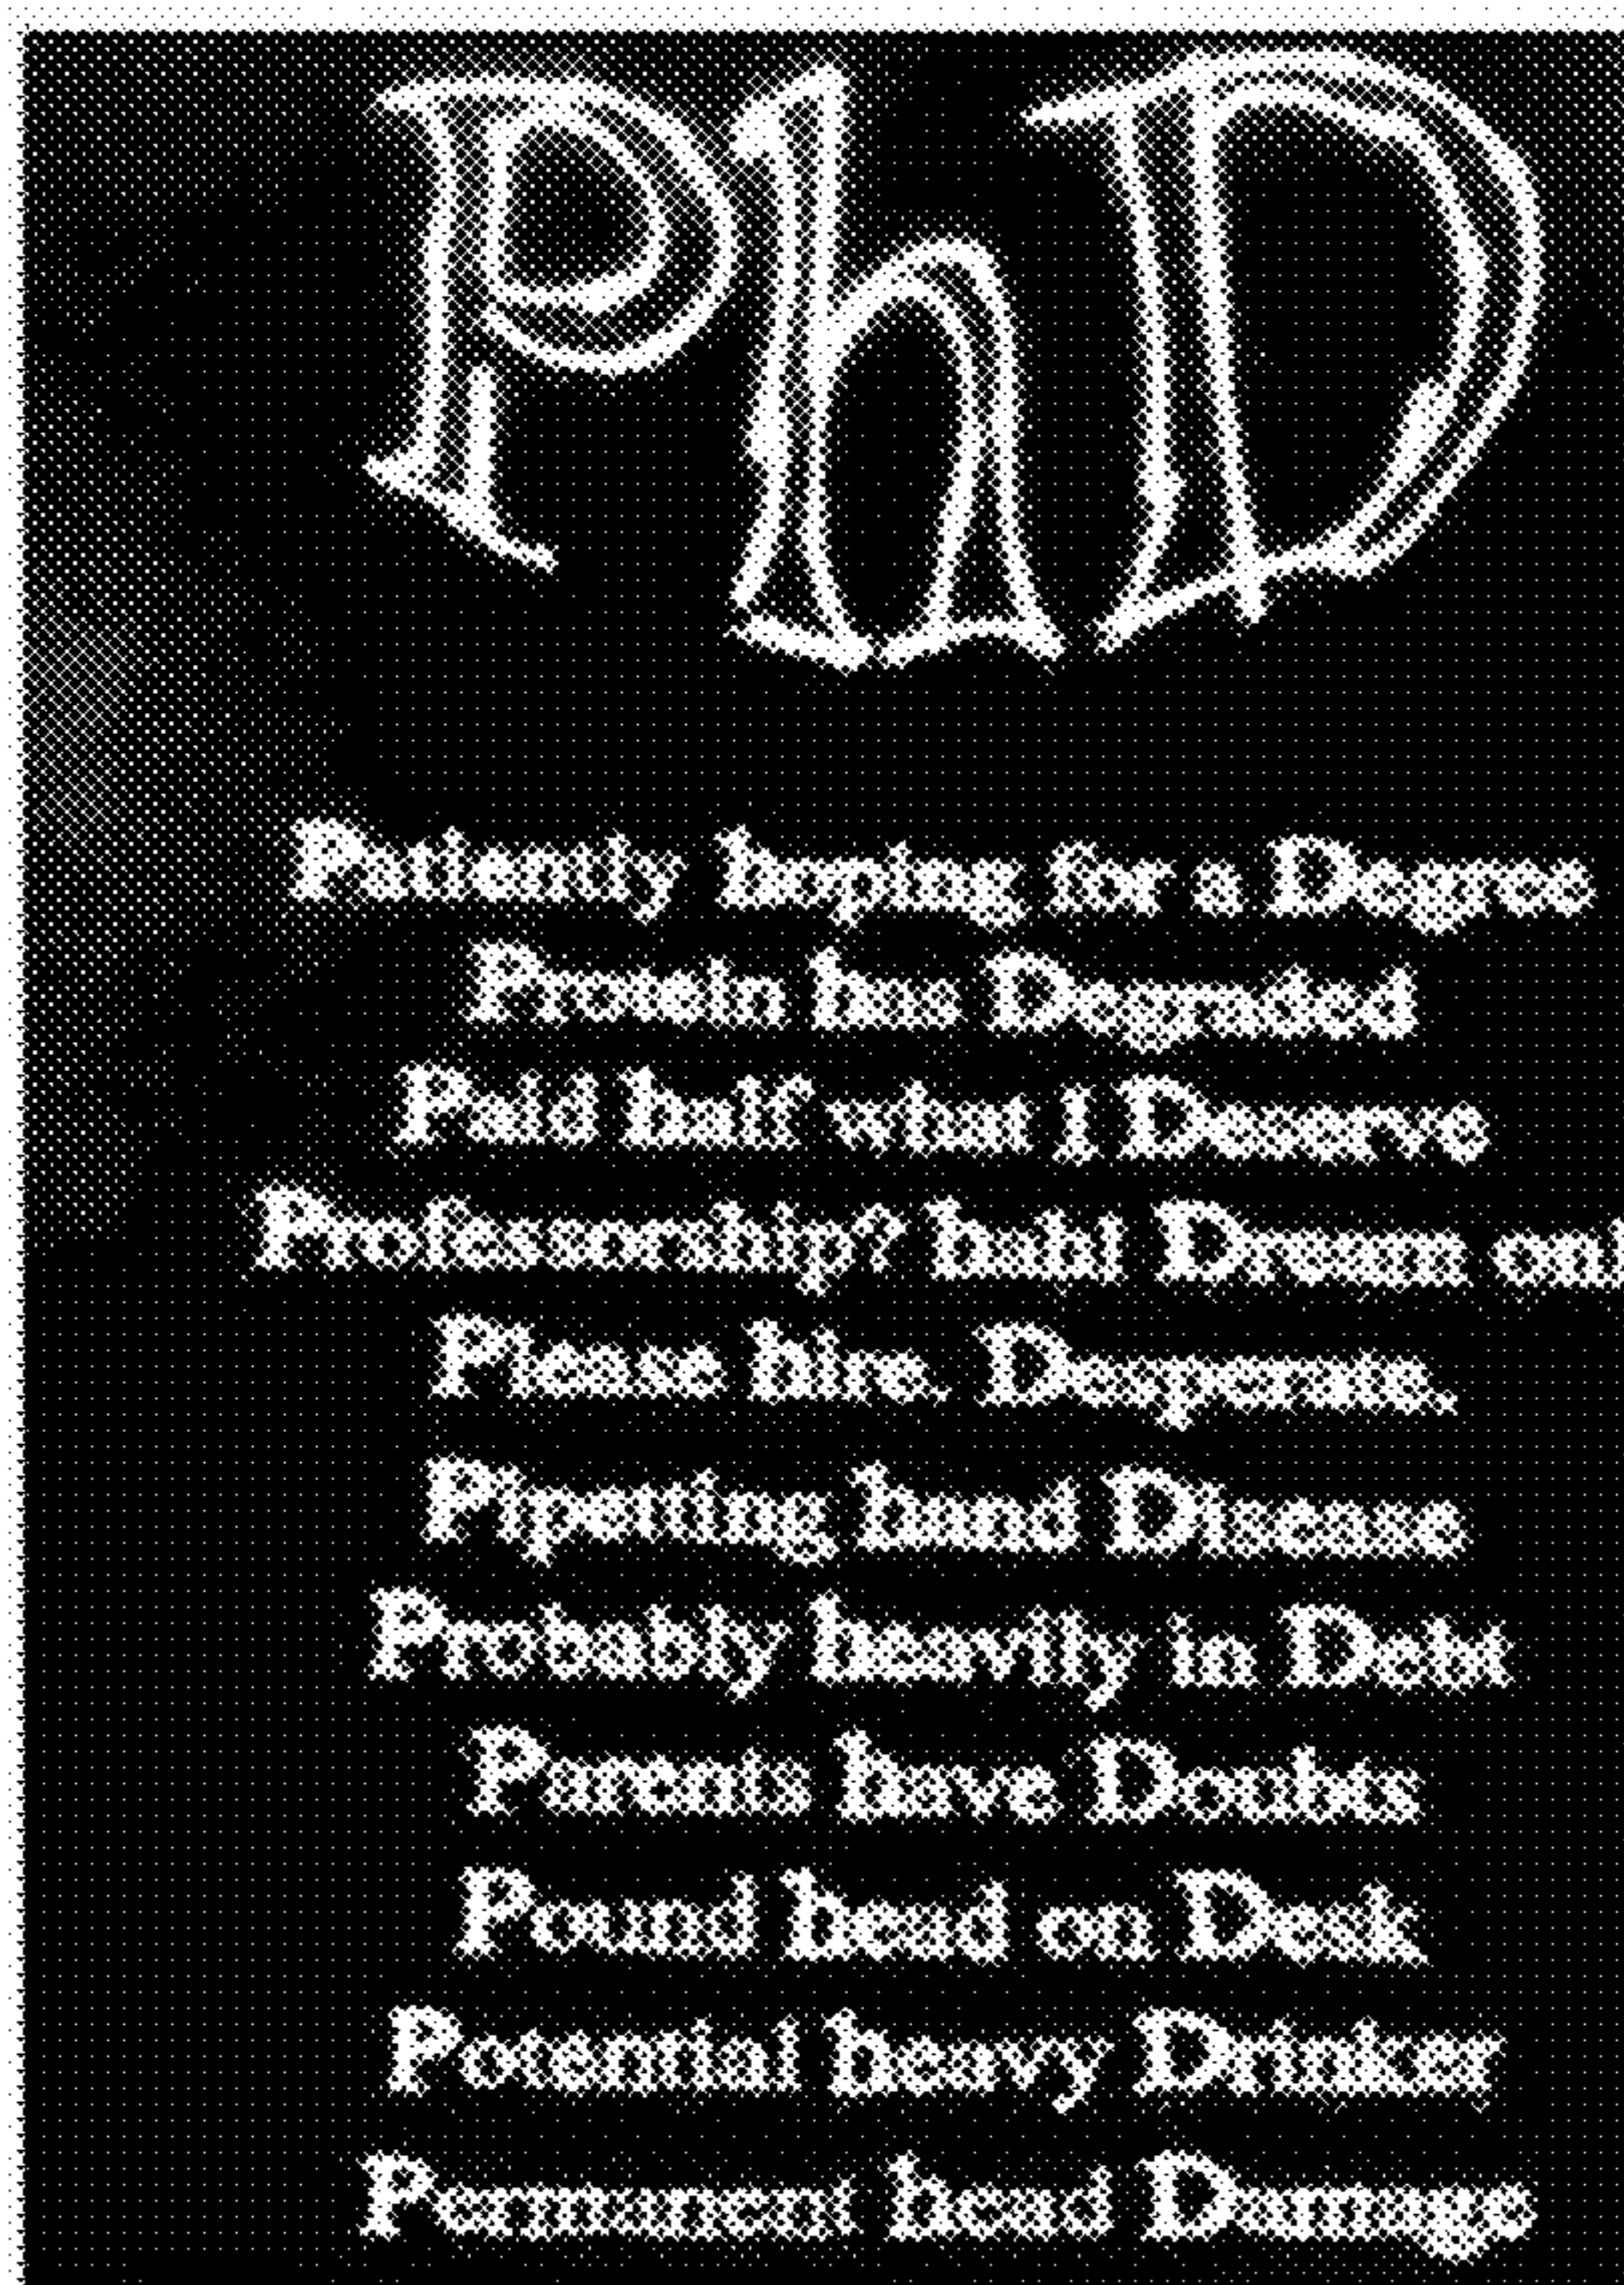 PhD
Patiently hoping for a Degree
Protein has Degraded
Paid half what I Deserve
Professorship? hah! Dream on!
Please hire. Desperate.
Pipetting hand Disease
Probably heavily in Debt
Parents have Doubts
Pound head on Desk
Potential heavy Drinker
Permanent head Damage